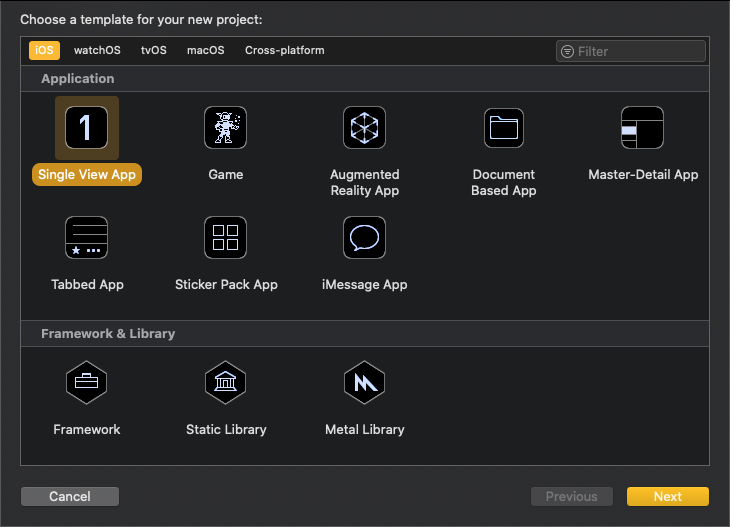 Choose a template for your new project:
iOS watchOS tvOS macOS Cross-platform Filter
Application
1
Single View App Game Augmented Reality App Document Based App Master-Detail App
Tabbed App Sticker Pack App iMessage App
Framework & Library
Framework Static Library Metal Library
Cancel Previous Next